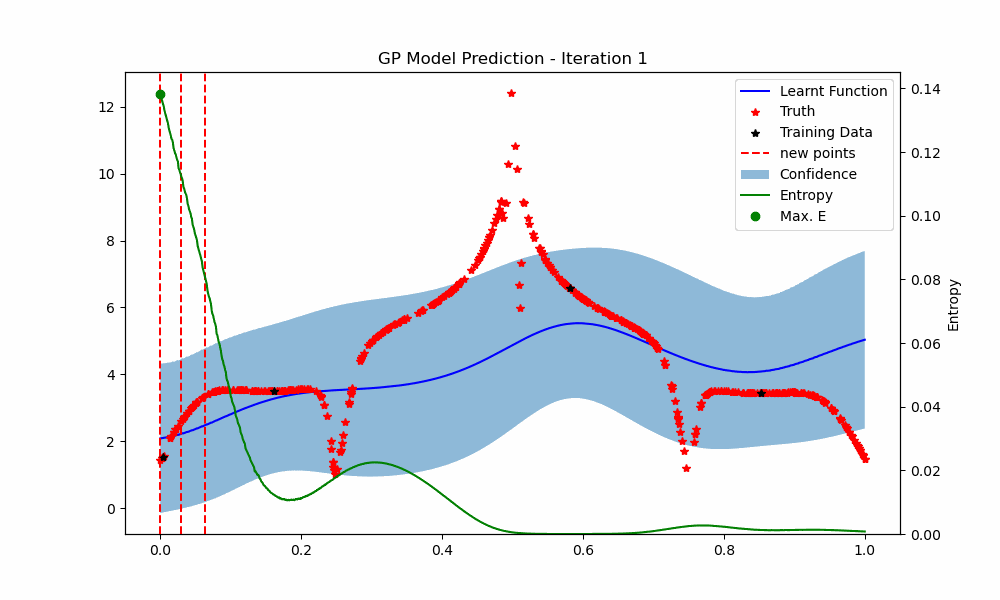 GP Model Prediction - Iteration 1
12
10
8
6
4
2
0
0.0
0.2
0.4
0.6
0.8
1.0
0.14
0.12
0.10
0.08
0.06
0.04
0.02
0.00
Entropy
Learnt Function
Truth
Training Data
new points
Confidence
Entropy
Max. E